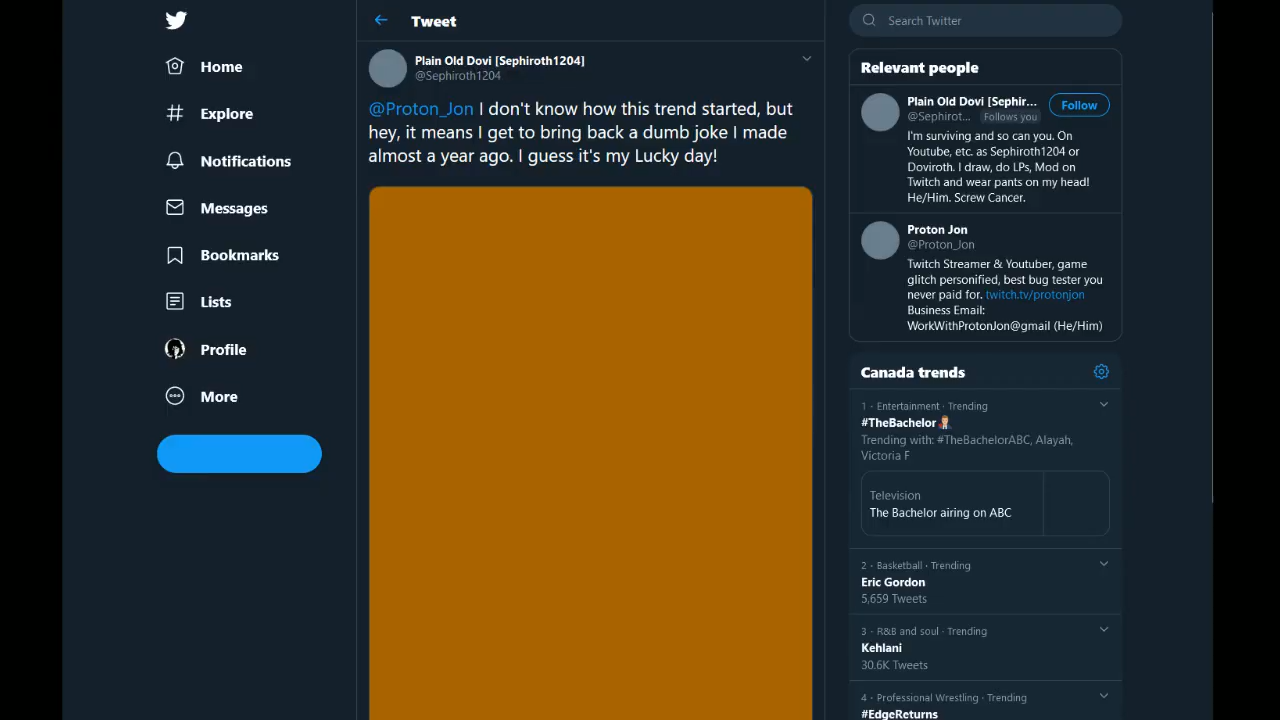 Home
Explore
Notifications
Messages
Bookmarks
Lists
Profile
More
Tweet
Plain Old Dovi [Sephiroth1204]
@Sephiroth1204
@Proton_Jon I don't know how this trend started, but
hey, it means I get to bring back a dumb joke I made
almost a year ago. I guess it's my Lucky day!
Search Twitter
Relevant people
Plain Old Dovi [Sephir...
Follow
@Sephirot...
Follows you
I'm surviving and so can you. On
Youtube, etc. as Sephiroth1204 or
Doviroth. I draw, do LPs, Mod on
Twitch and wear pants on my head!
He/Him. Screw Cancer.
Proton Jon
@Proton_Jon
Twitch Streamer & Youtuber, game
glitch personified, best bug tester you
never paid for. twitch.tv/protonjon
Business Email:
WorkWithProtonJon@gmail (He/Him)
Canada trends
1 · Entertainment · Trending
#TheBachelor
Trending with: #TheBachelorABC, Alayah,
Victoria F
Television
The Bachelor airing on ABC
2 · Basketball · Trending
Eric Gordon
5,659 Tweets
3 · R&B and soul · Trending
Kehlani
30.6K Tweets
4 · Professional Wrestling · Trending
#EdgeReturns